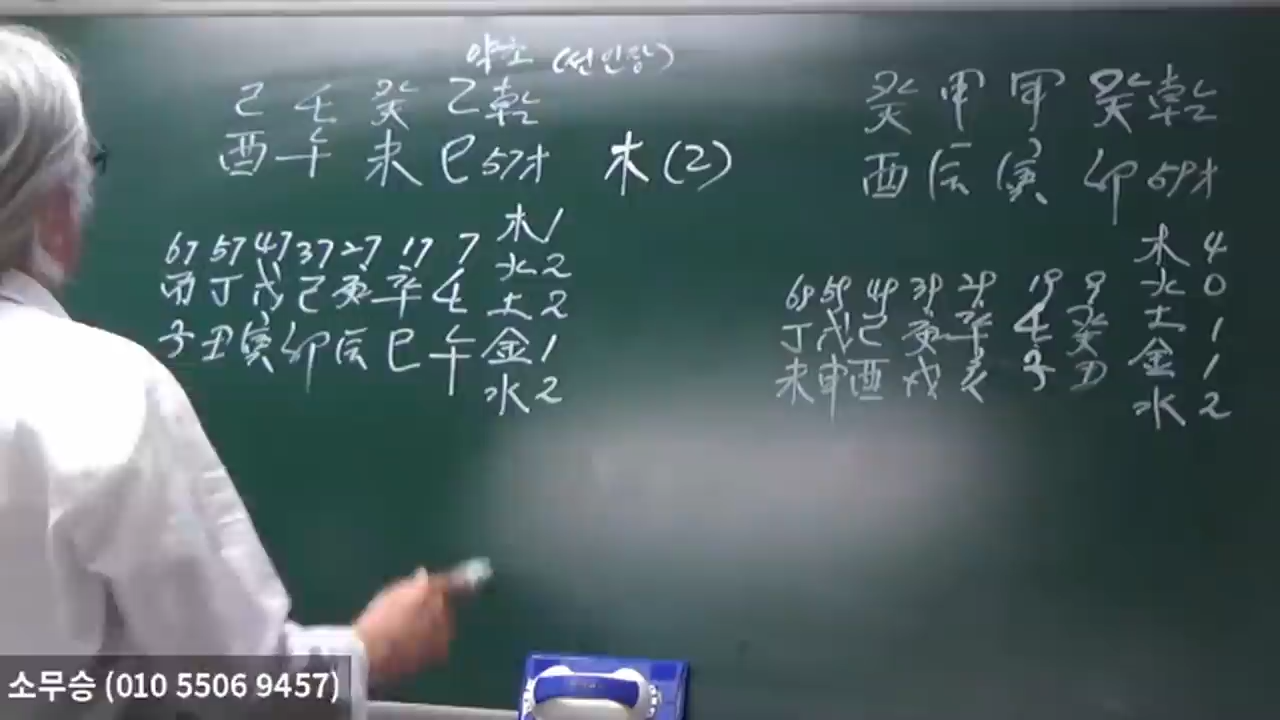 약초 (선인장)
己 壬 癸 乙 乾
酉 午 未 巳 57才 木(2)
67 57 47 37 27 17 7
丙 丁 戊 己 庚 辛 壬
子 丑 寅 卯 辰 巳 午
木 1
火 2
土 2
金 1
水 2
癸 甲 甲 癸 乾
酉 辰 寅 卯 59才
69 59 49 39 29 19 9
丁 戊 己 庚 辛 壬 癸
未 申 酉 戌 亥 子 丑
木 4
火 0
土 1
金 1
水 2
소무승 (010 5506 9457)